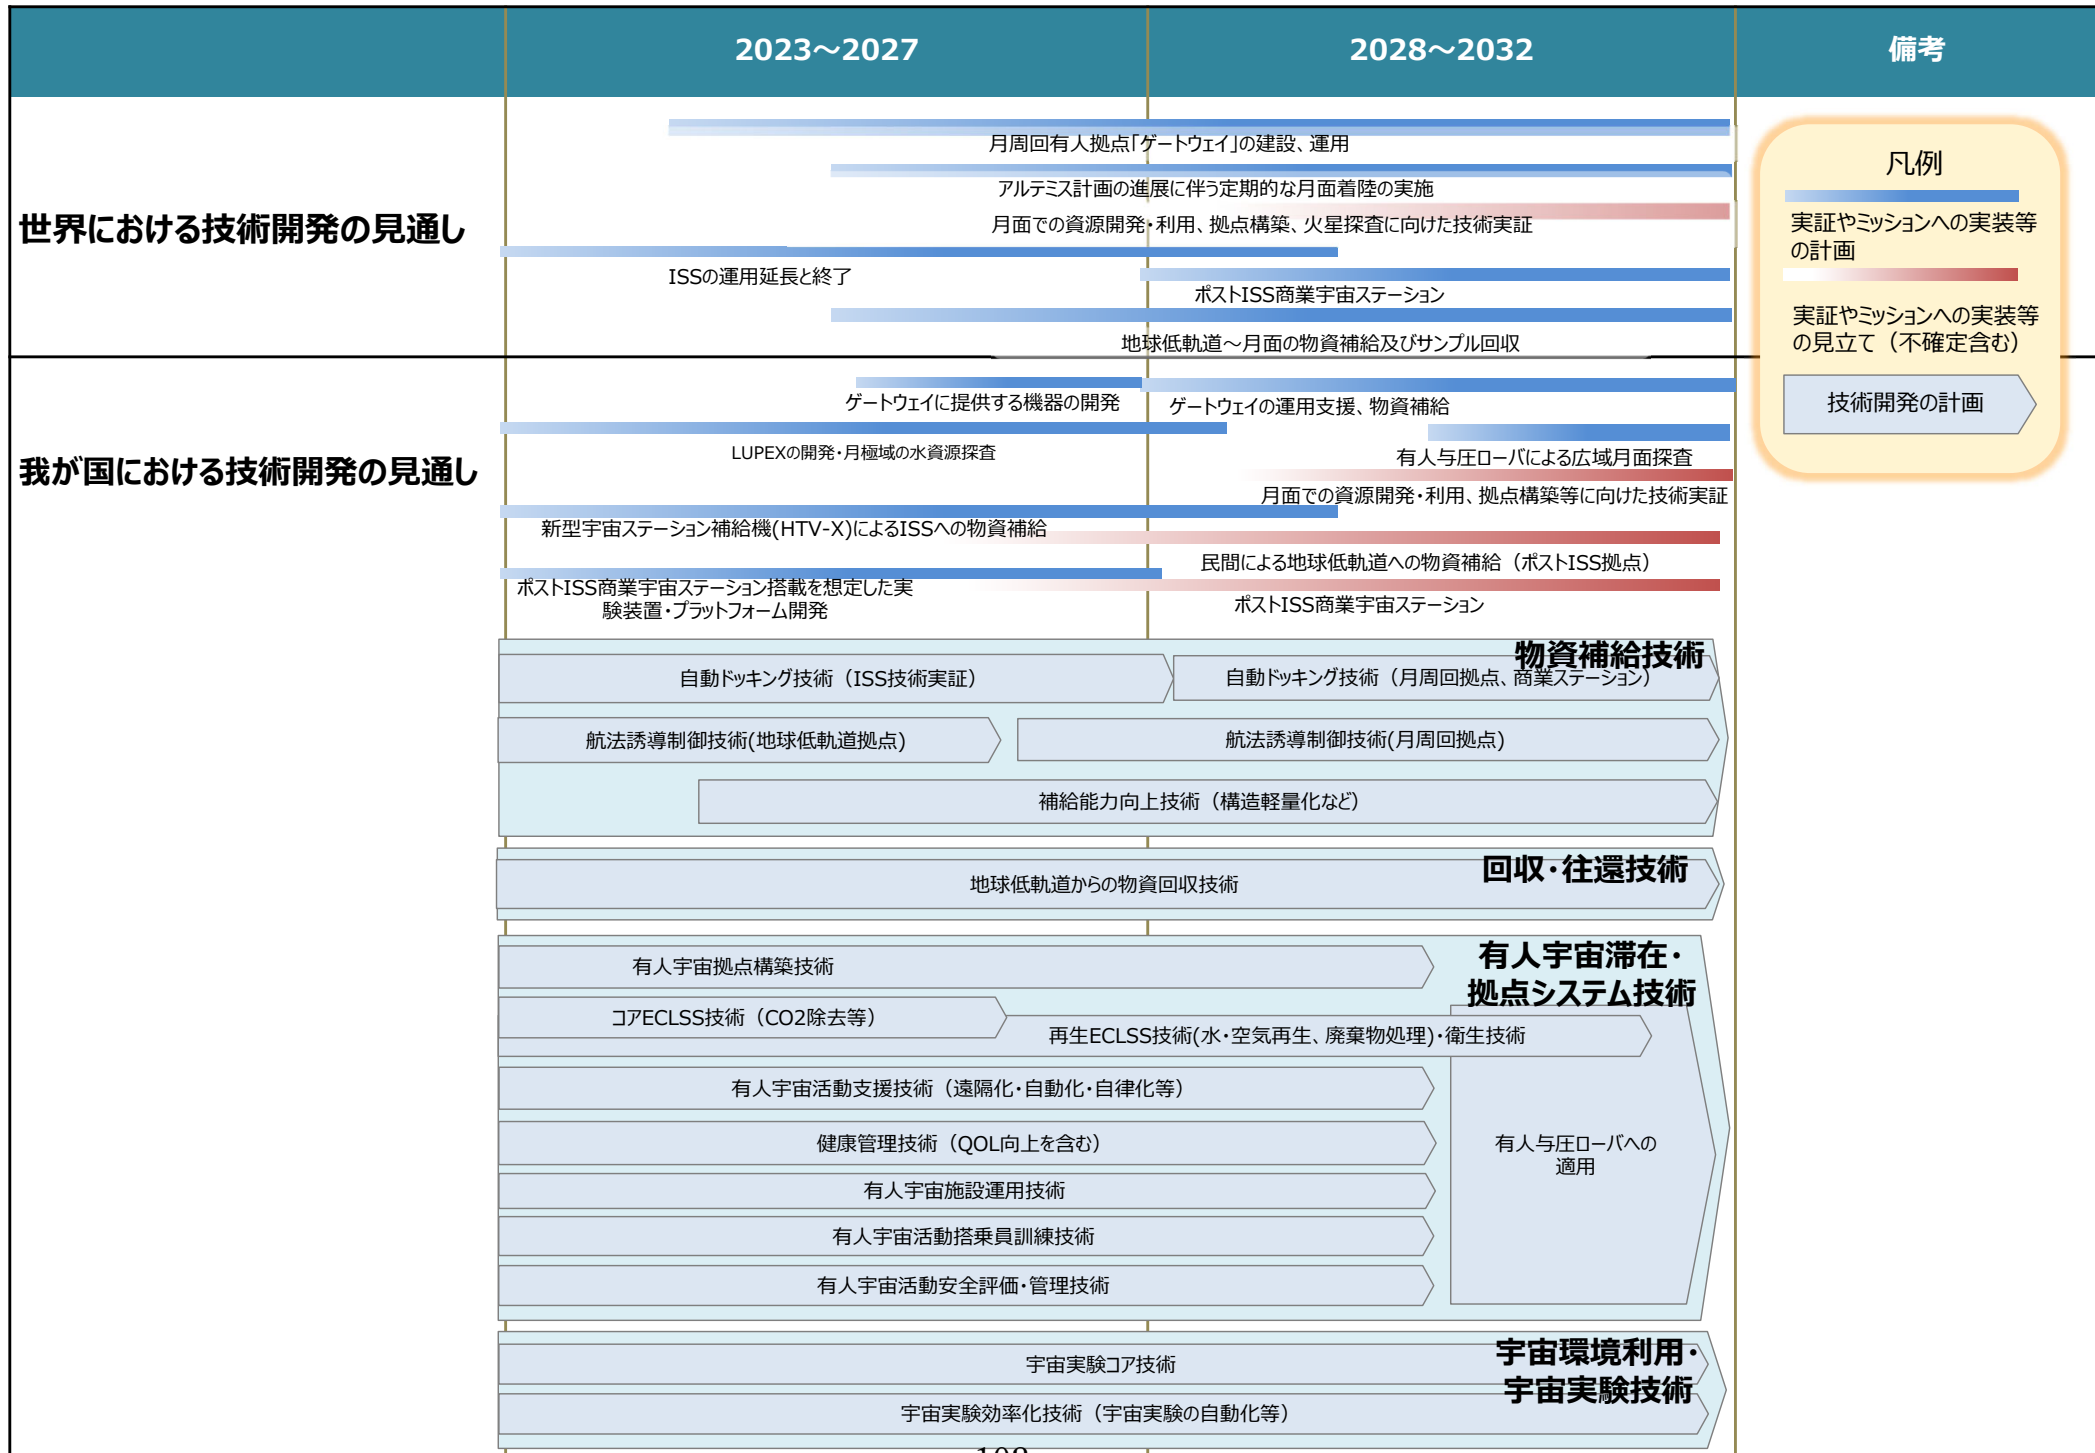 2023～2027
2028～2032
備考
世界における技術開発の見通し
月周回有人拠点「ゲートウェイ」の建設、運用
アルテミス計画の進展に伴う定期的な月面着陸の実施
月面での資源開発・利用、拠点構築、火星探査に向けた技術実証
ISSの運用延長と終了
ポストISS商業宇宙ステーション
地球低軌道～月面の物資補給及びサンプル回収
凡例
実証やミッションへの実装等
の計画
実証やミッションへの実装等
の見立て（不確定含む）
技術開発の計画
我が国における技術開発の見通し
ゲートウェイに提供する機器の開発
ゲートウェイの運用支援、物資補給
LUPEXの開発・月極域の水資源探査
有人与圧ローバによる広域月面探査
月面での資源開発・利用、拠点構築等に向けた技術実証
新型宇宙ステーション補給機(HTV-X)によるISSへの物資補給
民間による地球低軌道への物資補給（ポストISS拠点）
ポストISS商業宇宙ステーション搭載を想定した実
験装置・プラットフォーム開発
ポストISS商業宇宙ステーション
物資補給技術
自動ドッキング技術（ISS技術実証）
自動ドッキング技術（月周回拠点、商業ステーション）
航法誘導制御技術(地球低軌道拠点)
航法誘導制御技術(月周回拠点)
補給能力向上技術（構造軽量化など）
回収・往還技術
地球低軌道からの物資回収技術
有人宇宙滞在・
拠点システム技術
有人宇宙拠点構築技術
コアECLSS技術（CO2除去等）
再生ECLSS技術(水・空気再生、廃棄物処理)・衛生技術
有人宇宙活動支援技術（遠隔化・自動化・自律化等）
健康管理技術（QOL向上を含む）
有人与圧ローバへの
適用
有人宇宙施設運用技術
有人宇宙活動搭乗員訓練技術
有人宇宙活動安全評価・管理技術
宇宙環境利用・
宇宙実験技術
宇宙実験コア技術
宇宙実験効率化技術（宇宙実験の自動化等）